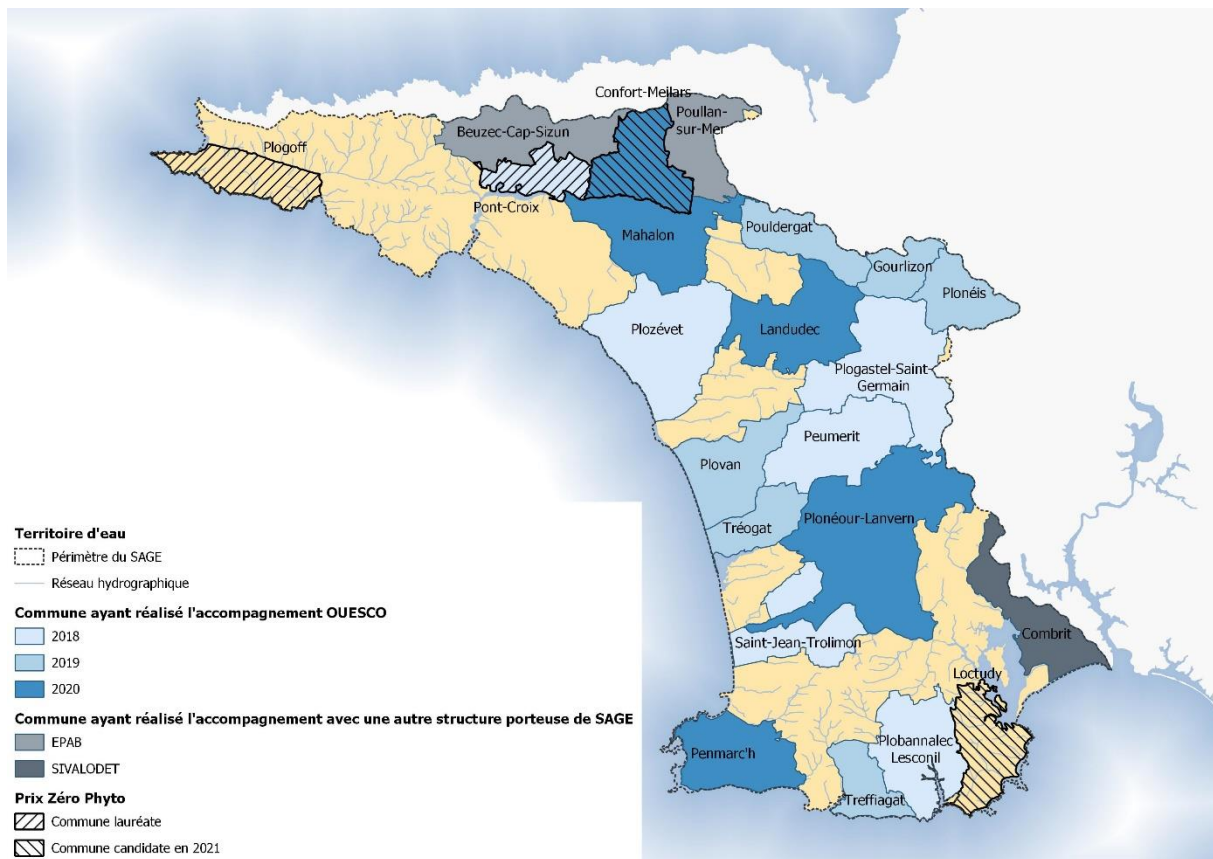 Confort-Meilars
Poullan-
sur-Mer
Beuzec-Cap-Sizun
Plogoff
Pont-Croix
Mahalon
Pouldergat
Gourlizon
Plonéis
Plozévet
Landudec
Plogastel-Saint-
Germain
Peumerit
Plovan
Plonéour-Lanvern
Tréogat
Combrit
Saint-Jean-Trolimon
Loctudy
Plobannalec
Lesconil
Penmarc'h
Treffiagat
Territoire d'eau
Périmètre du SAGE
Réseau hydrographique
Commune ayant réalisé l'accompagnement OUESCO
2018
2019
2020
Commune ayant réalisé l'accompagnement avec une autre structure porteuse de SAGE
EPAB
SIVALODET
Prix Zéro Phyto
Commune lauréate
Commune candidate en 2021